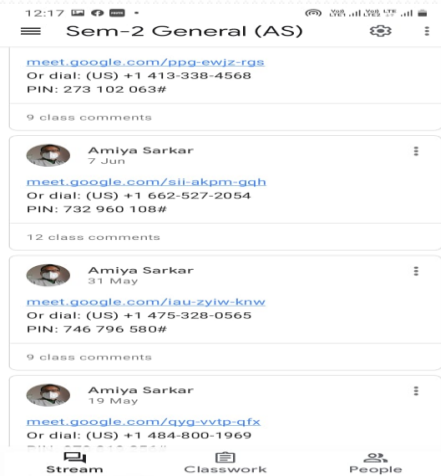 12:17
Sem-2 General (AS)
meet.google.com/ppg-ewjz-rgs
Or dial: (US) +1 413-338-4568
PIN: 273 102 063#
9 class comments
Amiya Sarkar
7 Jun
meet.google.com/sii-akpm-gqh
Or dial: (US) +1 662-527-2054
PIN: 732 960 108#
12 class comments
Amiya Sarkar
31 May
meet.google.com/iau-zyiw-knw
Or dial: (US) +1 475-328-0565
PIN: 746 796 580#
9 class comments
Amiya Sarkar
19 May
meet.google.com/qyg-vvtp-qfx
Or dial: (US) +1 484-800-1969
Stream Classwork People